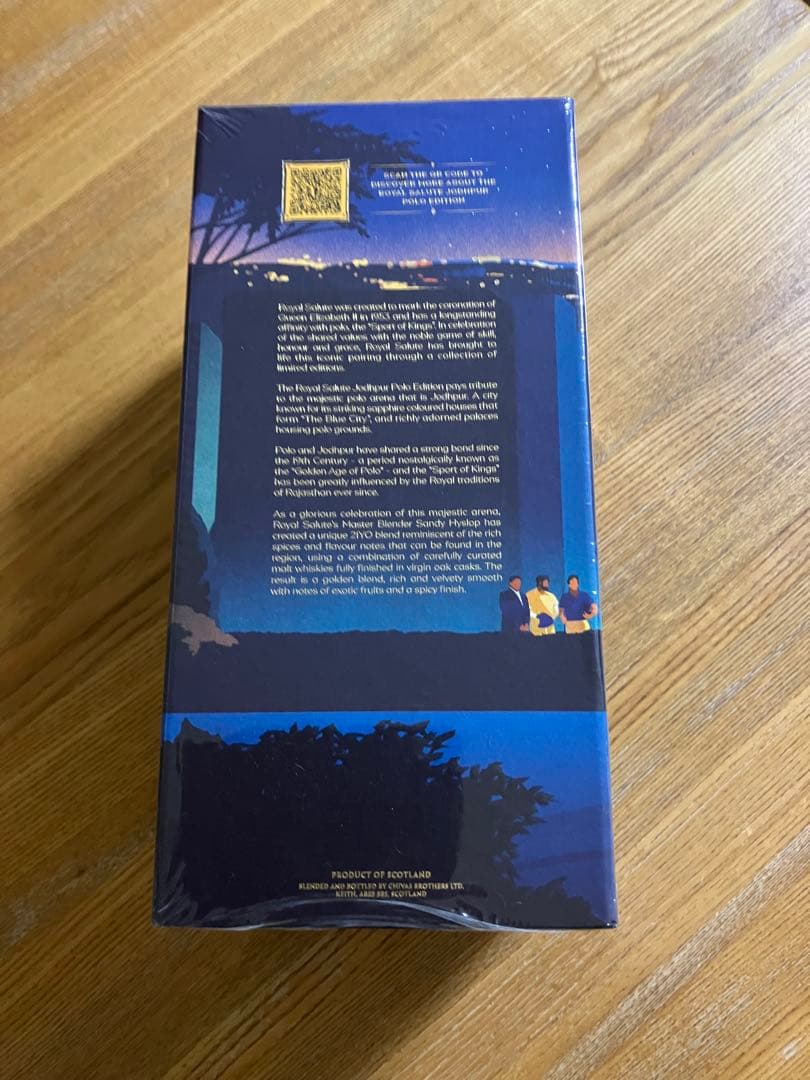 SCAN THE QR CODE TO
DISCOVER MORE ABOUT THE
ROYAL SALUTE JODHPUR
POLO EDITION
Royal Salute was created to mark the coronation of
Queen Elizabeth II in 1953 and has a longstanding
affinity with polo, the "Sport of Kings". In celebration
of the shared values with the noble game of skill,
honour and grace, Royal Salute has brought to
life this iconic pairing through a collection of
limited editions.
The Royal Salute Jodhpur Polo Edition pays tribute
to the majestic polo arena that is Jodhpur. A city
known for its striking sapphire coloured houses that
form "The Blue City", and richly adorned palaces
housing polo grounds.
Polo and Jodhpur have shared a strong bond since
the 19th Century - a period nostalgically known as
the "Golden Age of Polo" - and the "Sport of Kings"
has been greatly influenced by the Royal traditions
of Rajasthan ever since.
As a glorious celebration of this majestic arena,
Royal Salute's Master Blender Sandy Hyslop has
created a unique 21YO blend reminiscent of the rich
spices and flavour notes that can be found in the
region, using a combination of carefully curated
malt whiskies fully finished in virgin oak casks. The
result is a golden blend, rich and velvety smooth
with notes of exotic fruits and a spicy finish.
PRODUCT OF SCOTLAND
BLENDED AND BOTTLED BY CHIVAS BROTHERS LTD,
KEITH, AB55 5BS, SCOTLAND